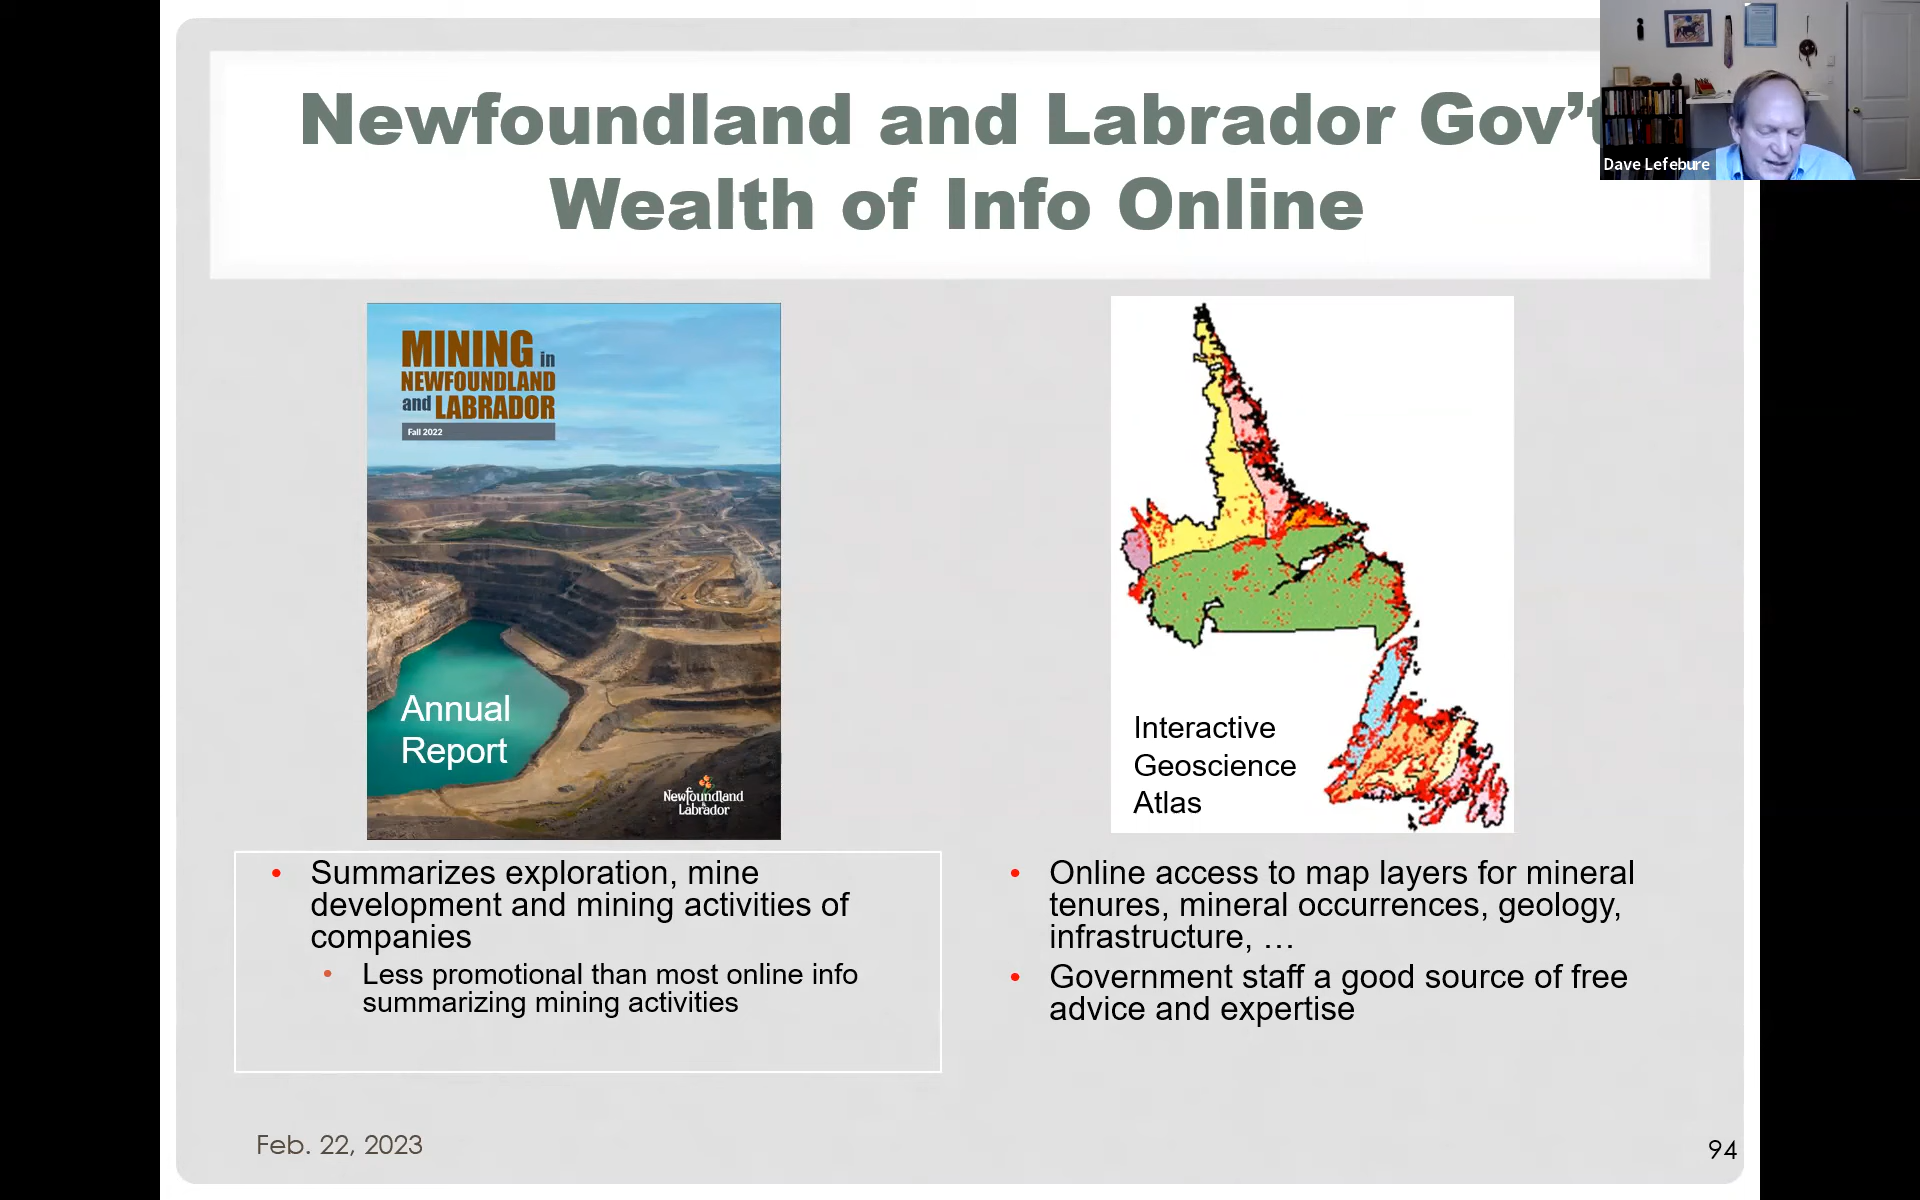 Newfoundland and Labrador Gov't
Wealth of Info Online
Dave Lefebure
MINING in
NEWFOUNDLAND
and LABRADOR
Fall 2022
Annual
Report
Newfoundland
Labrador
Interactive
Geoscience
Atlas
• Summarizes exploration, mine
development and mining activities of
companies
• Less promotional than most online info
summarizing mining activities
• Online access to map layers for mineral
tenures, mineral occurrences, geology,
infrastructure, …
• Government staff a good source of free
advice and expertise
Feb. 22, 2023
94